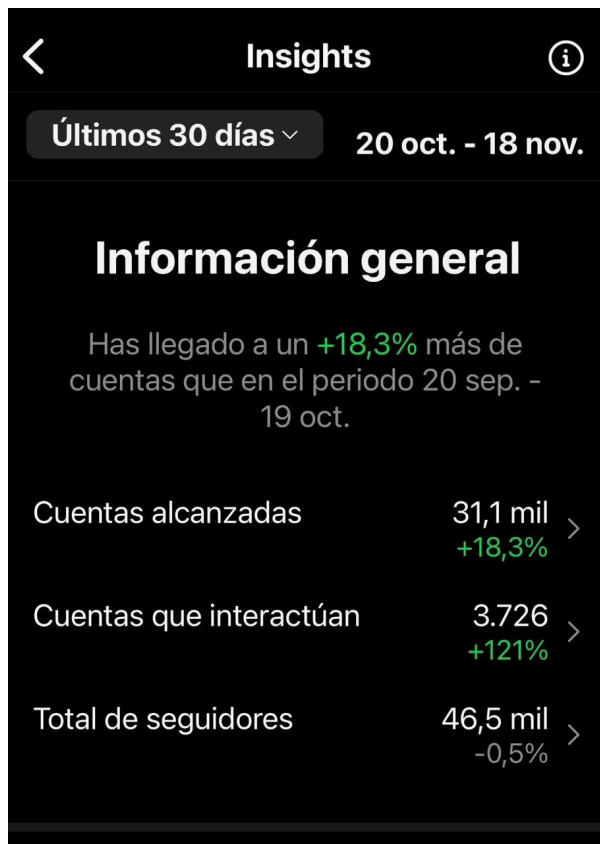 Insights
Últimos 30 días
20 oct. - 18 nov.
Información general
Has llegado a un +18,3% más de
cuentas que en el periodo 20 sep. -
19 oct.
Cuentas alcanzadas
31,1 mil
+18,3%
Cuentas que interactúan
3.726
+121%
Total de seguidores
46,5 mil
-0,5%